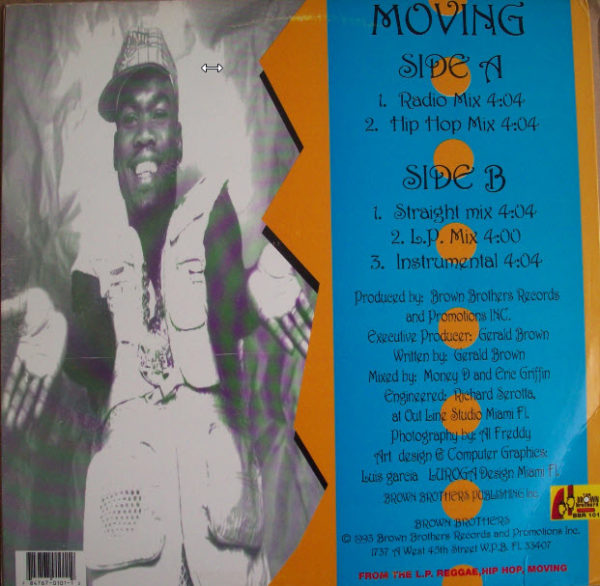 MOVING
SIDE A
1. Radio Mix 4:04
2. Hip Hop Mix 4:04
SIDE B
1. Straight mix 4:04
2. L.P. Mix 4:00
3. Instrumental 4:04
Produced by: Brown Brothers Records
and Promotions INC.
Executive Producer: Gerald Brown
Written by: Gerald Brown
Mixed by: Money D and Eric Griffin
Engineered: Richard Serotta,
at Out Line Studio Miami Fl.
Photography by: Al Freddy
Art design & Computer Graphics:
Luis garcia LUROGA Design Miami Fl.
BROWN BROTHERS PUBLISHING Inc.
BROWN BROTHERS
© 1993 Brown Brothers Records and Promotions Inc.
1737 A West 45th Street W.P.B. FL 33407
FROM THE L.P. REGGAE,HIP HOP, MOVING
BROWN
Brothers
BBR 101